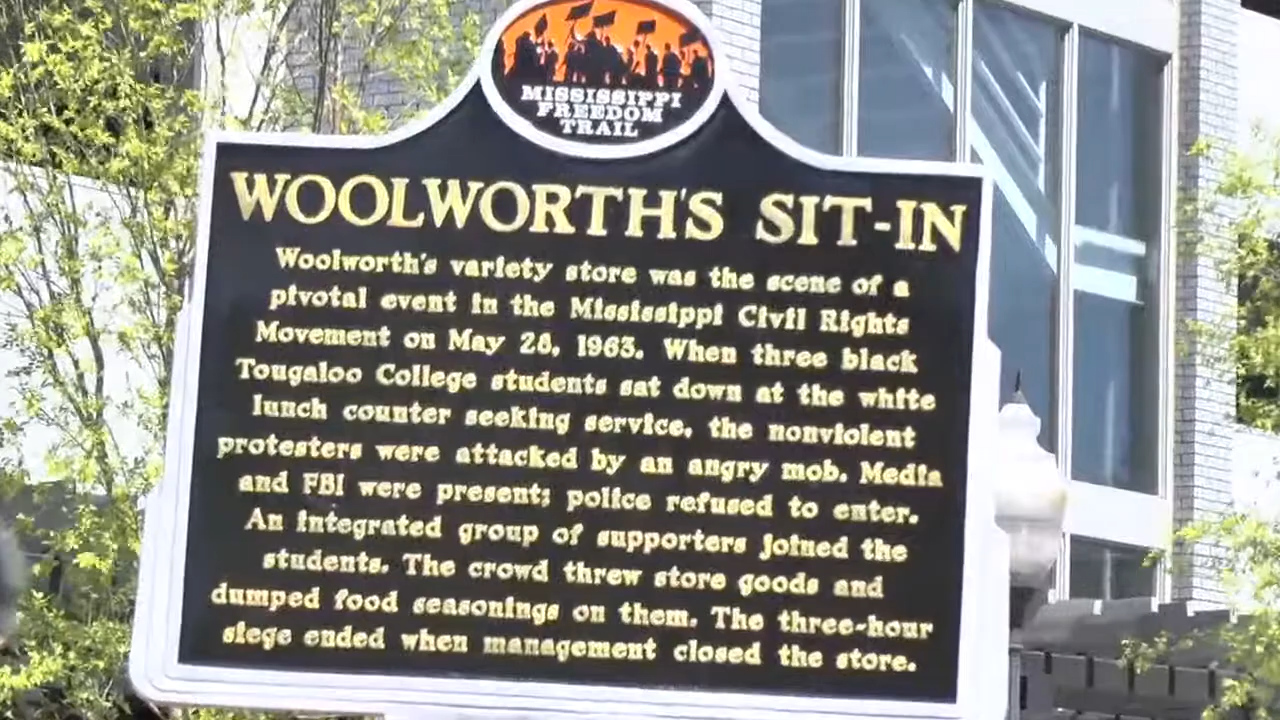 MISSISSIPPI
FREEDOM
TRAIL
WOOLWORTH'S SIT-IN
Woolworth's variety store was the scene of a
pivotal event in the Mississippi Civil Rights
Movement on May 28, 1963. When three black
Tougaloo College students sat down at the white
lunch counter seeking service, the nonviolent
protesters were attacked by an angry mob. Media
and FBI were present; police refused to enter.
An integrated group of supporters joined the
students. The crowd threw store goods and
dumped food seasonings on them. The three-hour
siege ended when management closed the store.